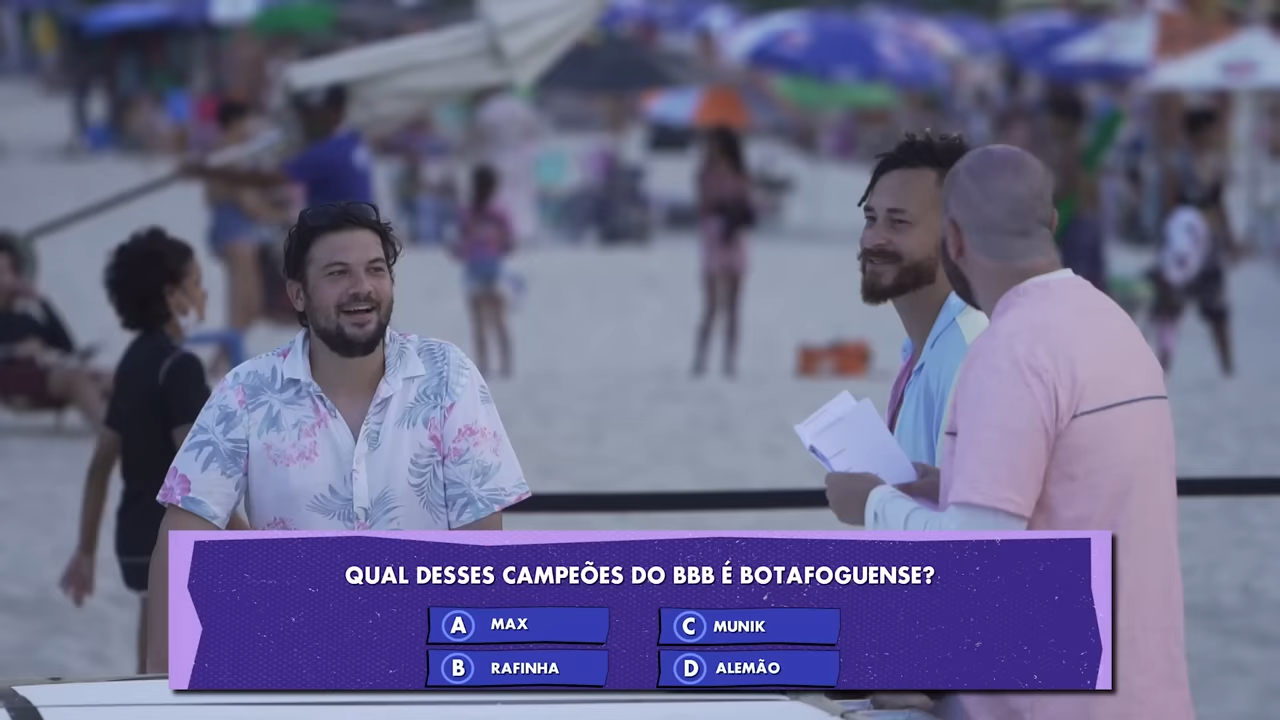 QUAL DESSES CAMPEÕES DO BBB É BOTAFOGUENSE?
A MAX
C MUNIK
B RAFINHA
D ALEMÃO